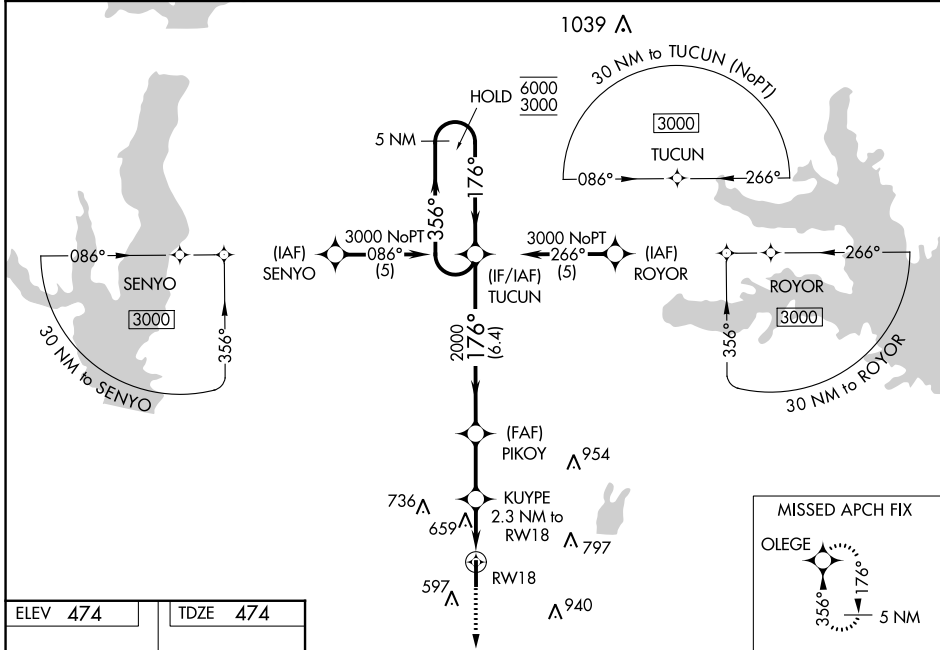 1039
30 NM to TUCUN (NoPT)
HOLD
6000
3000
3000
5 NM
TUCUN
086°
266°
176°
356°
3000 NoPT
086°
(5)
(IAF)
SENYO
3000 NoPT
266°
(5)
(IAF)
ROYOR
(IF/IAF)
TUCUN
086°
SENYO
3000
356°
30 NM to SENYO
266°
ROYOR
3000
356°
30 NM to ROYOR
2000
176°
(6.4)
(FAF)
PIKOY
954
736
659
KUYPE
2.3 NM to
RW18
797
RW18
597
940
MISSED APCH FIX
OLEGE
356°
176°
5 NM
ELEV 474
TDZE 474